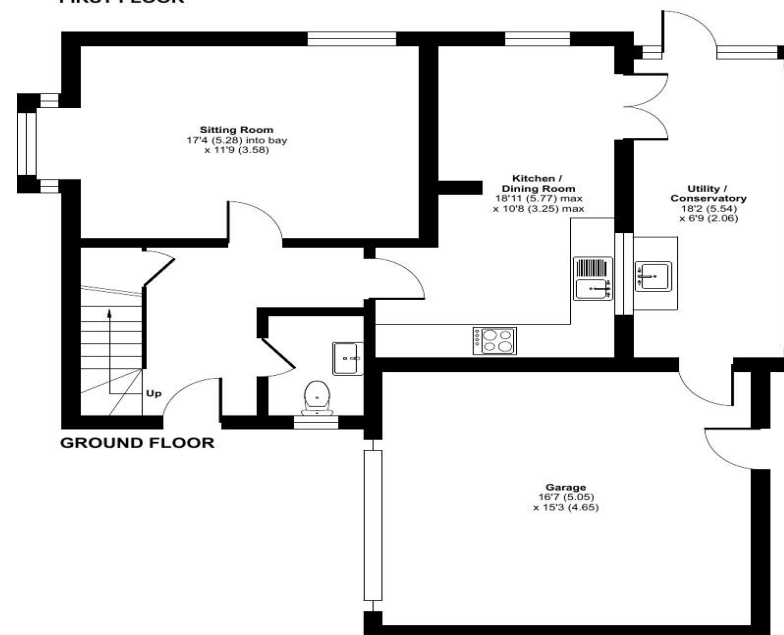 FIRST FLOOR
Sitting Room
17'4 (5.28) into bay
x 11'9 (3.58)
Kitchen /
Dining Room
18'11 (5.77) max
x 10'8 (3.25) max
Utility /
Conservatory
18'2 (5.54)
x 6'9 (2.06)
Up
GROUND FLOOR
Garage
16'7 (5.05)
x 15'3 (4.65)